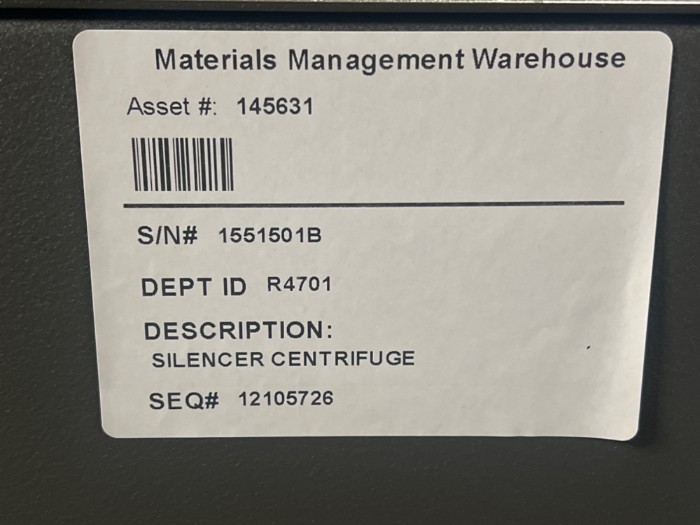 Materials Management Warehouse
Asset #: 145631
S/N# 1551501B
DEPT ID R4701
DESCRIPTION:
SILENCER CENTRIFUGE
SEQ# 12105726